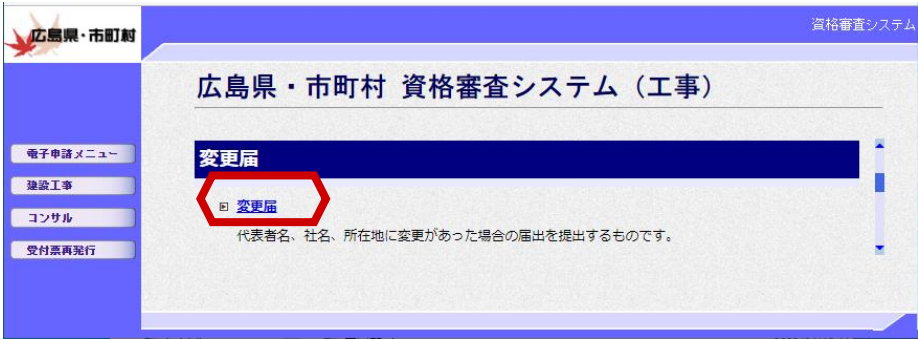 広島県・市町村
資格審査システム
広島県・市町村 資格審査システム（工事）
電子申請メニュー
建設工事
コンサル
受付票再発行
変更届
変更届
代表者名、社名、所在地に変更があった場合の届出を提出するものです。